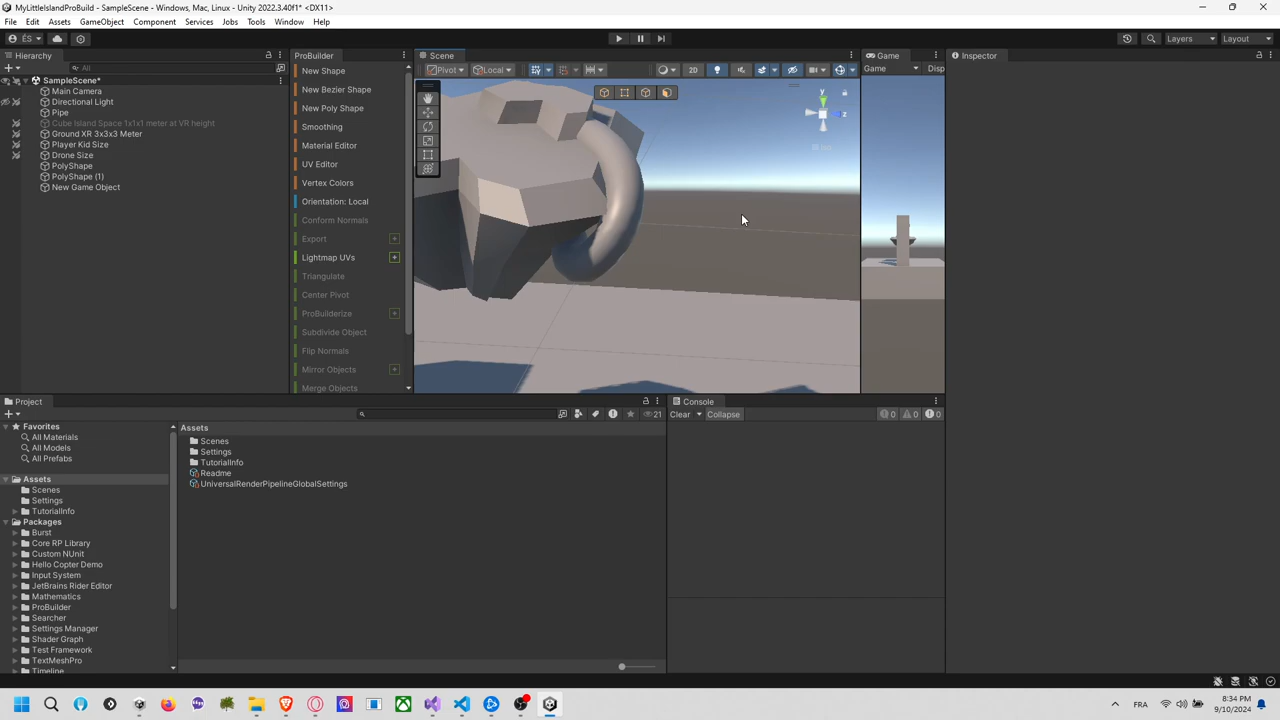 MyLittleIslandProBuild - SampleScene - Windows, Mac, Linux - Unity 2022.3.40f1* <DX11>
File Edit Assets GameObject Component Services Jobs Tools Window Help
ÉS Layers Layout
Hierarchy
All
SampleScene*
Main Camera
Directional Light
Pipe
Cube Island Space 1x1x1 meter at VR height
Ground XR 3x3x3 Meter
Player Kid Size
Drone Size
PolyShape
PolyShape (1)
New Game Object
ProBuilder
New Shape
New Bezier Shape
New Poly Shape
Smoothing
Material Editor
UV Editor
Vertex Colors
Orientation: Local
Conform Normals
Export
Lightmap UVs
Triangulate
Center Pivot
ProBuilderize
Subdivide Object
Flip Normals
Mirror Objects
Merge Objects
Scene
Pivot Local 2D
y
z
Game
Game Disp
Inspector
Project
21
Favorites
All Materials
All Models
All Prefabs
Assets
Scenes
Settings
TutorialInfo
Packages
Burst
Core RP Library
Custom NUnit
Hello Copter Demo
Input System
JetBrains Rider Editor
Mathematics
ProBuilder
Searcher
Settings Manager
Shader Graph
Test Framework
TextMeshPro
Timeline
Assets
Scenes
Settings
TutorialInfo
Readme
UniversalRenderPipelineGlobalSettings
Console
Clear Collapse 0 0 0
FRA
8:34 PM
9/10/2024